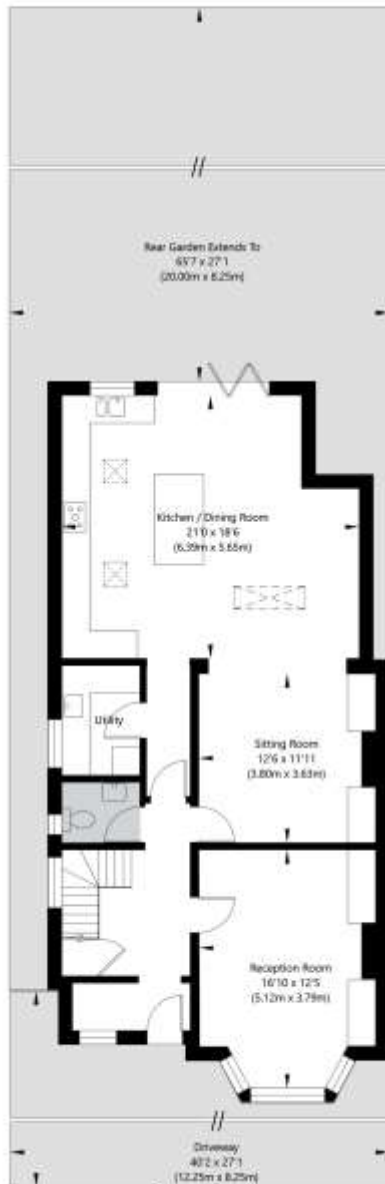 Rear Garden Extends To
65'7 x 27'1
(20.00m x 8.25m)
Kitchen / Dining Room
21'0 x 18'6
(6.39m x 5.65m)
Utility
Sitting Room
12'6 x 11'11
(3.80m x 3.63m)
Reception Room
16'10 x 12'5
(5.12m x 3.79m)
Driveway
40'2 x 27'1
(12.25m x 8.25m)